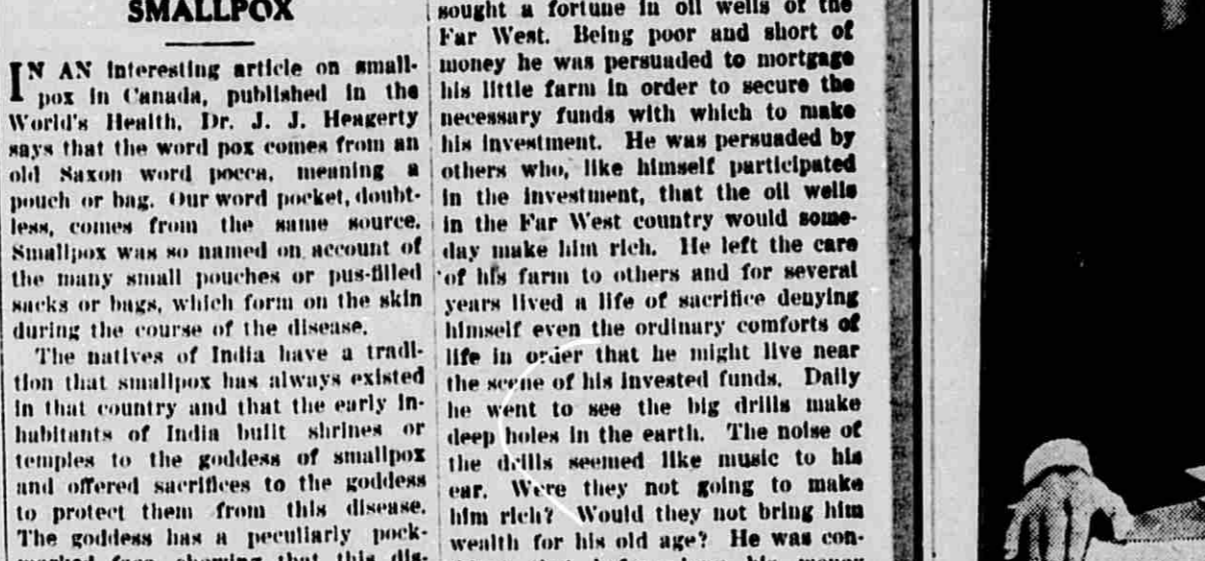 SMALLPOX
IN AN interesting article on small-
pox in Canada, published in the
World's Health, Dr. J. J. Heagerty
says that the word pox comes from an
old Saxon word pocca, meaning a
pouch or bag. Our word pocket, doubt-
less, comes from the same source.
Smallpox was so named on account of
the many small pouches or pus-filled
sacks or bags, which form on the skin
during the course of the disease.
The natives of India have a tradi-
tion that smallpox has always existed
in that country and that the early in-
habitants of India built shrines or
temples to the goddess of smallpox
and offered sacrifices to the goddess
to protect them from this disease.
The goddess has a peculiarly pock-
marked face, showing that this dis-
sought a fortune in oil wells of the
Far West. Being poor and short of
money he was persuaded to mortgage
his little farm in order to secure the
necessary funds with which to make
his investment. He was persuaded by
others who, like himself participated
in the investment, that the oil wells
in the Far West country would some-
day make him rich. He left the care
of his farm to others and for several
years lived a life of sacrifice denying
himself even the ordinary comforts of
life in order that he might live near
the scene of his invested funds. Daily
he went to see the big drills make
deep holes in the earth. The noise of
the drills seemed like music to his
ear. Were they not going to make
him rich? Would they not bring him
wealth for his old age? He was con-
his money